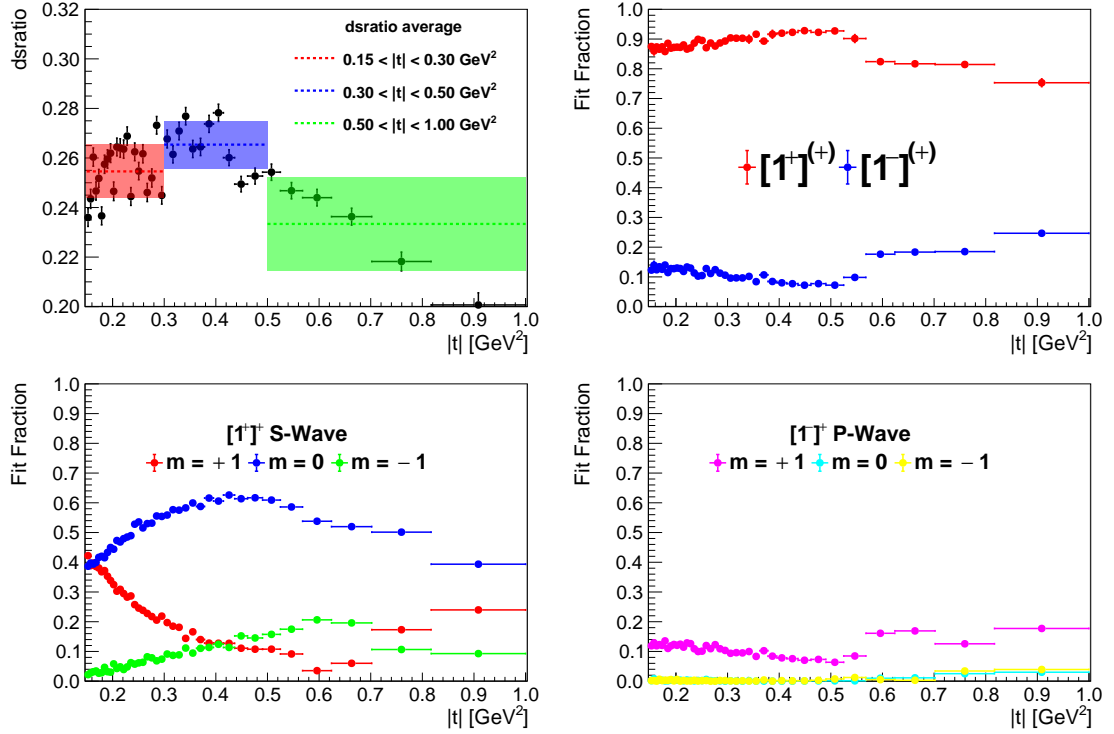 dsratio
0.32
0.30
0.28
0.26
0.24
0.22
0.20
dsratio average
0.15 < |t| < 0.30 GeV²
0.30 < |t| < 0.50 GeV²
0.50 < |t| < 1.00 GeV²
0.2 0.3 0.4 0.5 0.6 0.7 0.8 0.9 1.0
|t| [GeV²]
Fit Fraction
1.0
0.9
0.8
0.7
0.6
0.5
0.4
0.3
0.2
0.1
0.0
[1⁺]⁽⁺⁾ [1⁻]⁽⁺⁾
0.2 0.3 0.4 0.5 0.6 0.7 0.8 0.9 1.0
|t| [GeV²]
Fit Fraction
1.0
0.9
0.8
0.7
0.6
0.5
0.4
0.3
0.2
0.1
0.0
[1⁺]⁺ S-Wave
m = + 1 m = 0 m = − 1
0.2 0.3 0.4 0.5 0.6 0.7 0.8 0.9 1.0
|t| [GeV²]
Fit Fraction
1.0
0.9
0.8
0.7
0.6
0.5
0.4
0.3
0.2
0.1
0.0
[1⁻]⁺ P-Wave
m = + 1 m = 0 m = − 1
0.2 0.3 0.4 0.5 0.6 0.7 0.8 0.9 1.0
|t| [GeV²]